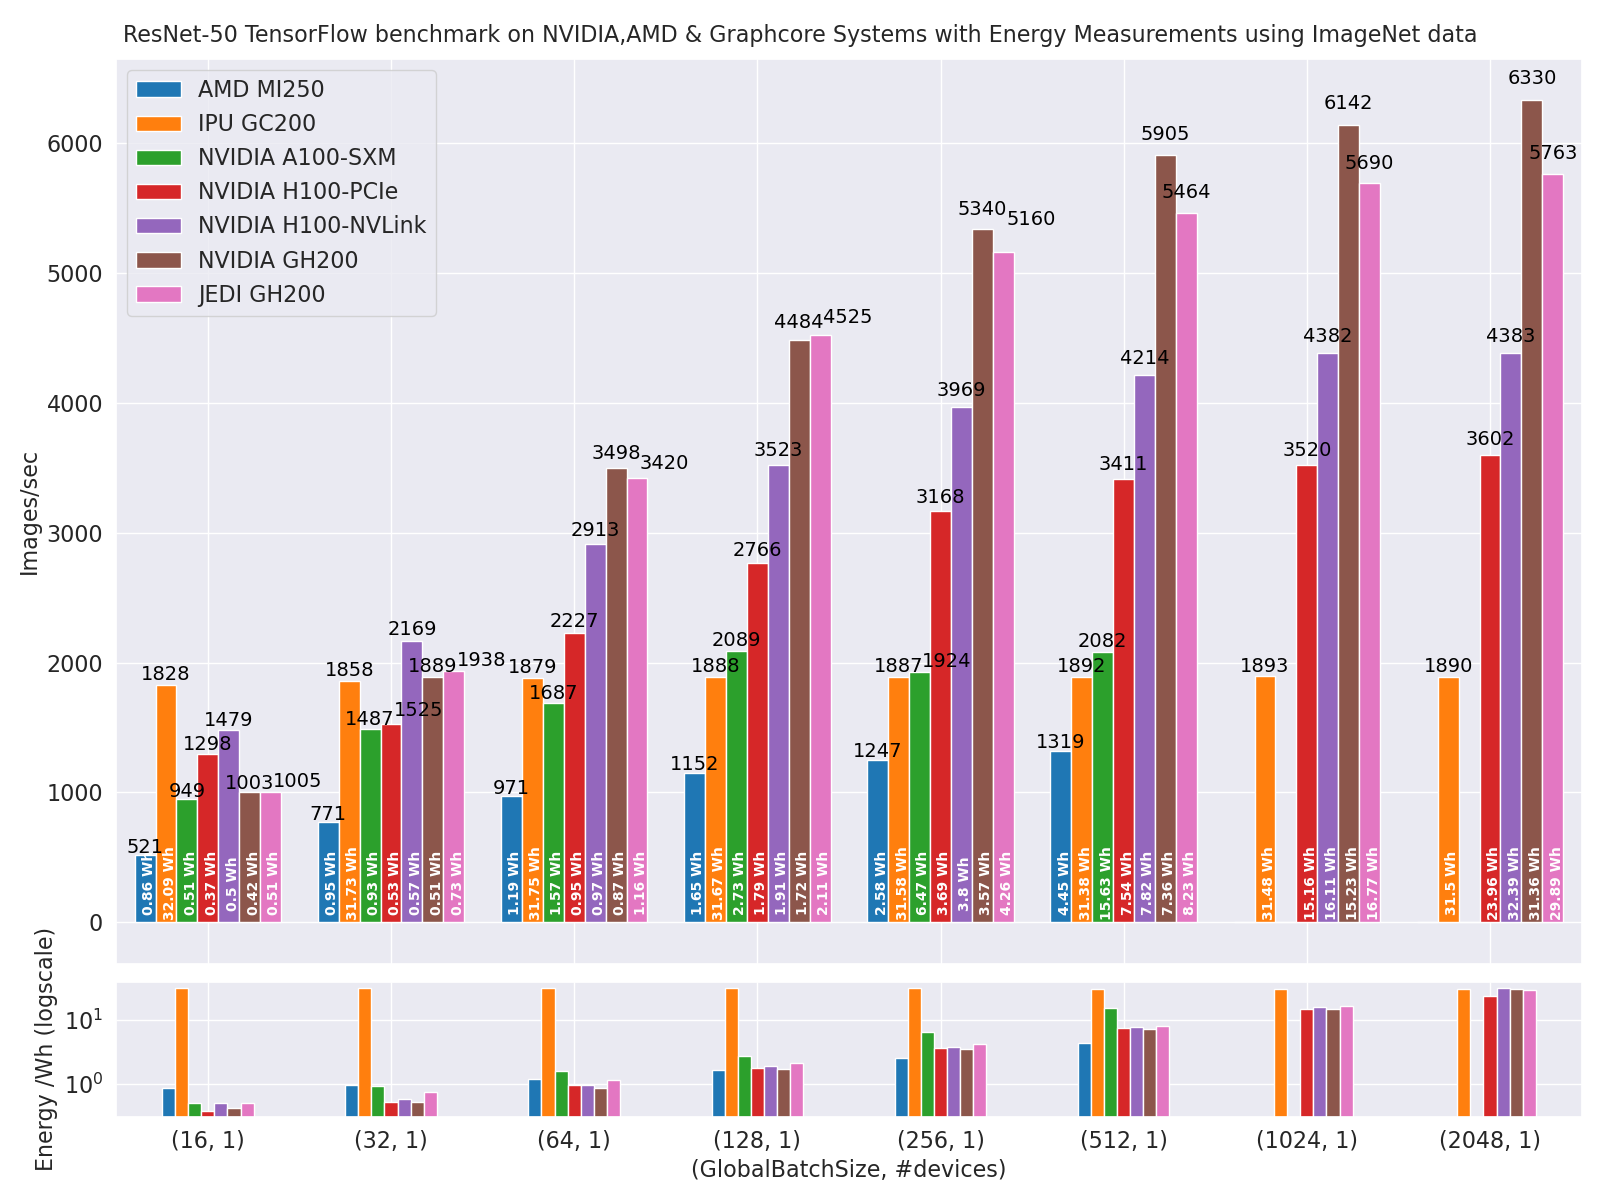 ResNet-50 TensorFlow benchmark on NVIDIA,AMD & Graphcore Systems with Energy Measurements using ImageNet data
AMD MI250
IPU GC200
NVIDIA A100-SXM
NVIDIA H100-PCIe
NVIDIA H100-NVLink
NVIDIA GH200
JEDI GH200
Images/sec
6000
5000
4000
3000
2000
1000
0
521 1828 949 1298 1479 1003 1005
0.86 Wh 32.09 Wh 0.51 Wh 0.37 Wh 0.5 Wh 0.42 Wh 0.51 Wh
771 1858 1487 1525 2169 1889 1938
0.95 Wh 31.73 Wh 0.93 Wh 0.53 Wh 0.57 Wh 0.51 Wh 0.73 Wh
971 1879 1687 2227 2913 3498 3420
1.19 Wh 31.75 Wh 1.57 Wh 0.95 Wh 0.97 Wh 0.87 Wh 1.16 Wh
1152 1888 2089 2766 3523 4484 4525
1.65 Wh 31.67 Wh 2.73 Wh 1.79 Wh 1.91 Wh 1.72 Wh 2.11 Wh
1247 1887 1924 3168 3969 5340 5160
2.58 Wh 31.58 Wh 6.47 Wh 3.69 Wh 3.8 Wh 3.57 Wh 4.26 Wh
1319 1892 2082 3411 4214 5905 5464
4.45 Wh 31.38 Wh 15.63 Wh 7.54 Wh 7.82 Wh 7.36 Wh 8.23 Wh
1893 3520 4382 6142 5690
31.48 Wh 15.16 Wh 16.11 Wh 15.23 Wh 16.77 Wh
1890 3602 4383 6330 5763
31.5 Wh 23.96 Wh 32.39 Wh 31.36 Wh 29.89 Wh
Energy /Wh (logscale)
10¹
10⁰
(16, 1) (32, 1) (64, 1) (128, 1) (256, 1) (512, 1) (1024, 1) (2048, 1)
(GlobalBatchSize, #devices)